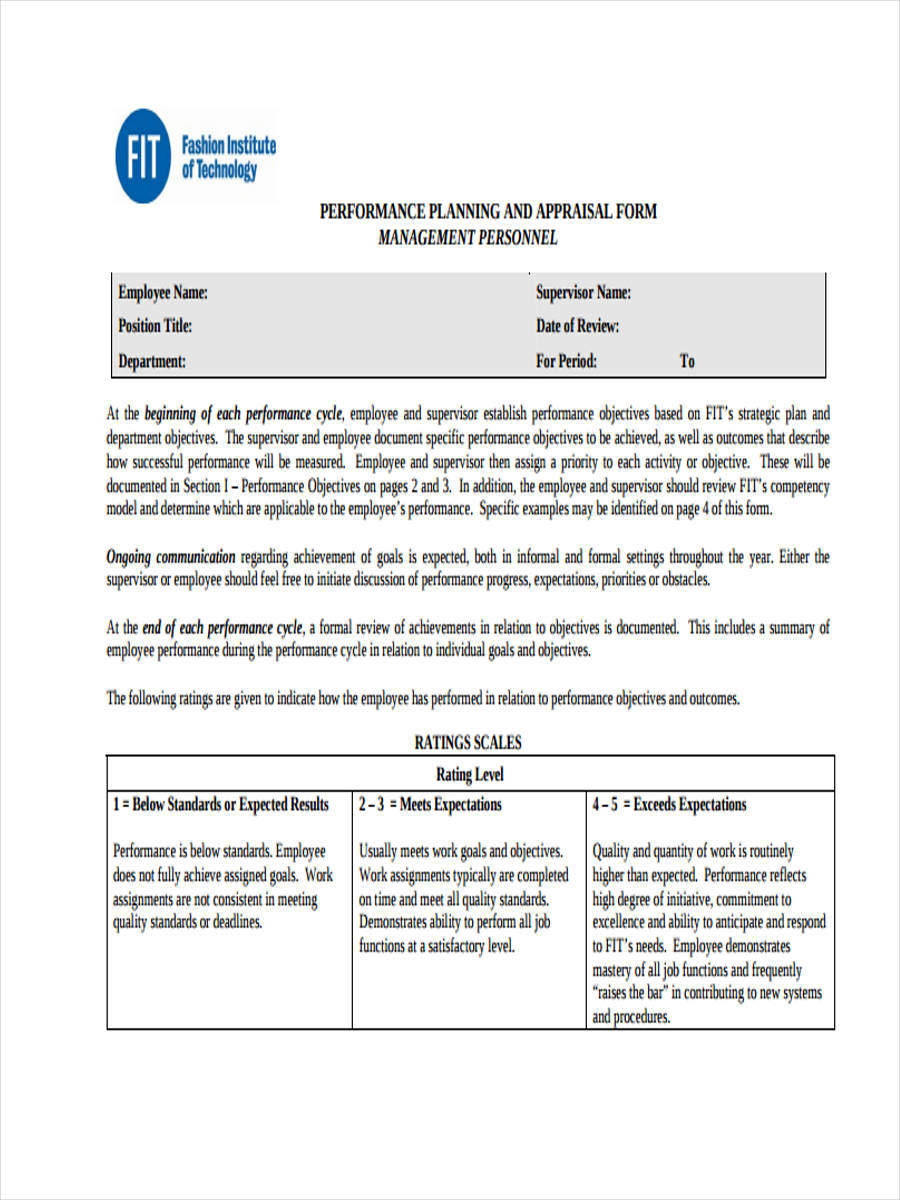 FIT
Fashion Institute
of Technology
PERFORMANCE PLANNING AND APPRAISAL FORM
MANAGEMENT PERSONNEL
Employee Name: Supervisor Name:
Position Title: Date of Review:
Department: For Period: To
At the beginning of each performance cycle, employee and supervisor establish performance objectives based on FIT's strategic plan and
department objectives. The supervisor and employee document specific performance objectives to be achieved, as well as outcomes that describe
how successful performance will be measured. Employee and supervisor then assign a priority to each activity or objective. These will be
documented in Section I – Performance Objectives on pages 2 and 3. In addition, the employee and supervisor should review FIT's competency
model and determine which are applicable to the employee's performance. Specific examples may be identified on page 4 of this form.
Ongoing communication regarding achievement of goals is expected, both in informal and formal settings throughout the year. Either the
supervisor or employee should feel free to initiate discussion of performance progress, expectations, priorities or obstacles.
At the end of each performance cycle, a formal review of achievements in relation to objectives is documented. This includes a summary of
employee performance during the performance cycle in relation to individual goals and objectives.
The following ratings are given to indicate how the employee has performed in relation to performance objectives and outcomes.
RATINGS SCALES
Rating Level
1 = Below Standards or Expected Results
Performance is below standards. Employee
does not fully achieve assigned goals. Work
assignments are not consistent in meeting
quality standards or deadlines.
2 – 3 = Meets Expectations
Usually meets work goals and objectives.
Work assignments typically are completed
on time and meet all quality standards.
Demonstrates ability to perform all job
functions at a satisfactory level.
4 – 5 = Exceeds Expectations
Quality and quantity of work is routinely
higher than expected. Performance reflects
high degree of initiative, commitment to
excellence and ability to anticipate and respond
to FIT's needs. Employee demonstrates
mastery of all job functions and frequently
“raises the bar” in contributing to new systems
and procedures.